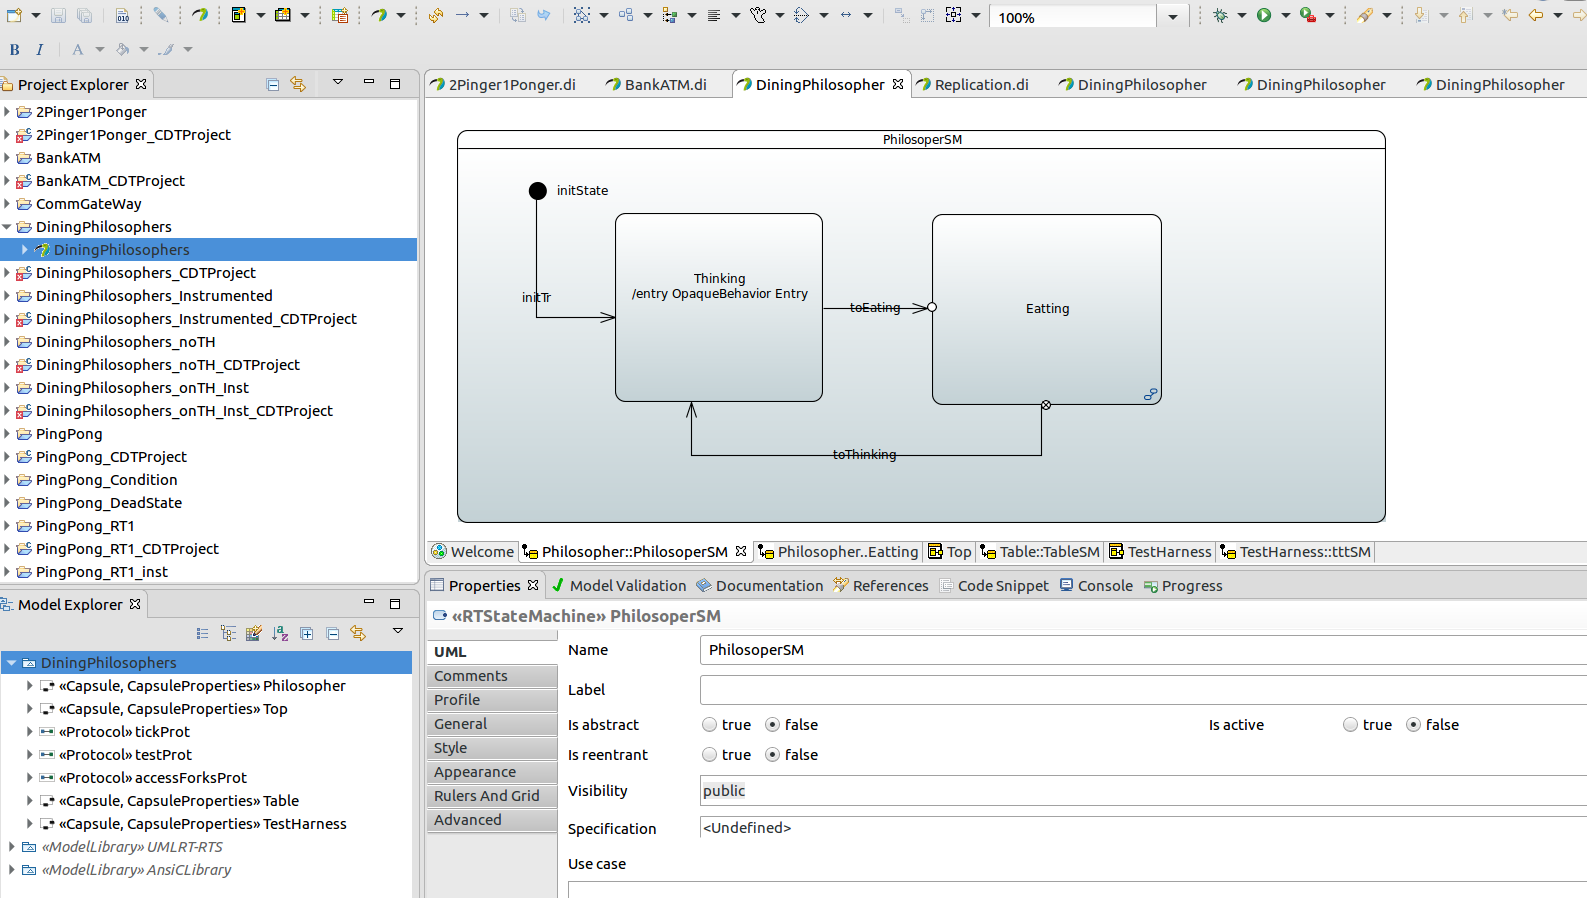 100%
B I A
Project Explorer
2Pinger1Ponger
2Pinger1Ponger_CDTProject
BankATM
BankATM_CDTProject
CommGateWay
DiningPhilosophers
DiningPhilosophers
DiningPhilosophers_CDTProject
DiningPhilosophers_Instrumented
DiningPhilosophers_Instrumented_CDTProject
DiningPhilosophers_noTH
DiningPhilosophers_noTH_CDTProject
DiningPhilosophers_onTH_Inst
DiningPhilosophers_onTH_Inst_CDTProject
PingPong
PingPong_CDTProject
PingPong_Condition
PingPong_DeadState
PingPong_RT1
PingPong_RT1_CDTProject
PingPong_RT1_inst
Model Explorer
DiningPhilosophers
«Capsule, CapsuleProperties» Philosopher
«Capsule, CapsuleProperties» Top
«Protocol» tickProt
«Protocol» testProt
«Protocol» accessForksProt
«Capsule, CapsuleProperties» Table
«Capsule, CapsuleProperties» TestHarness
«ModelLibrary» UMLRT-RTS
«ModelLibrary» AnsiCLibrary
2Pinger1Ponger.di BankATM.di DiningPhilosopher Replication.di DiningPhilosopher DiningPhilosopher DiningPhilosopher
PhilosoperSM
initState
Thinking
/entry OpaqueBehavior Entry
initTr
toEating
Eatting
toThinking
Welcome Philosopher::PhilosoperSM Philosopher..Eatting Top Table::TableSM TestHarness TestHarness::tttSM
Properties Model Validation Documentation References Code Snippet Console Progress
«RTStateMachine» PhilosoperSM
UML
Comments
Profile
General
Style
Appearance
Rulers And Grid
Advanced
Name PhilosoperSM
Label
Is abstract true false Is active true false
Is reentrant true false
Visibility public
Specification <Undefined>
Use case